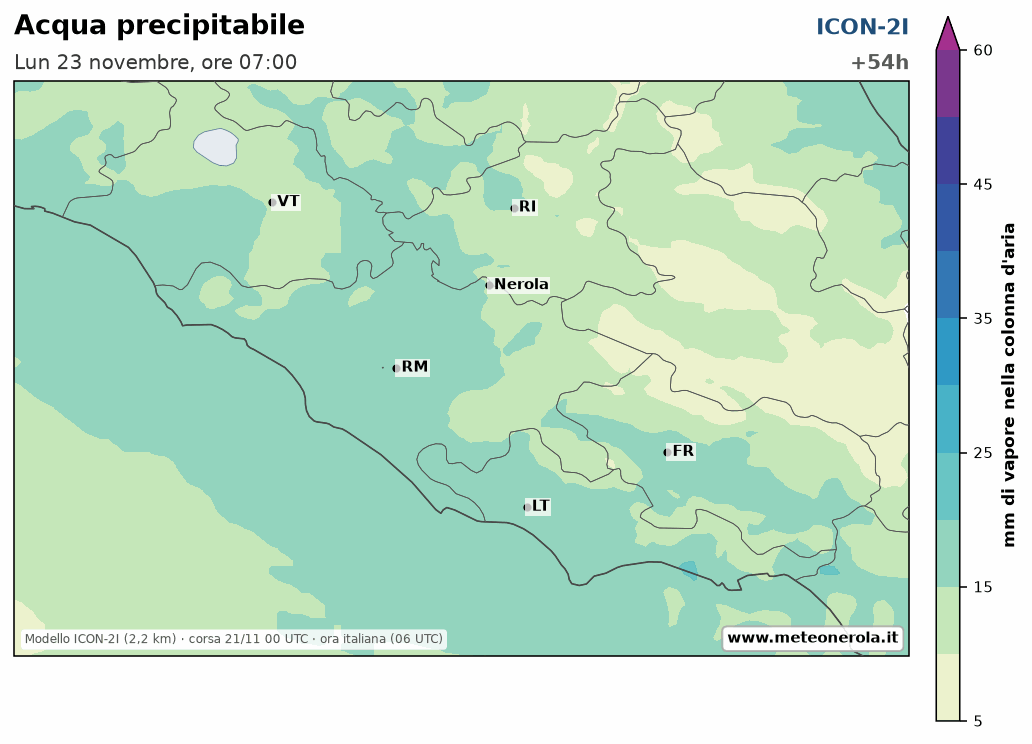 Acqua precipitabile
ICON-2I
Lun 23 novembre, ore 07:00
+54h
VT
RI
Nerola
RM
FR
LT
Modello ICON-2I (2,2 km) · corsa 21/11 00 UTC · ora italiana (06 UTC)
www.meteonerola.it
60
45
35
25
15
5
mm di vapore nella colonna d'aria